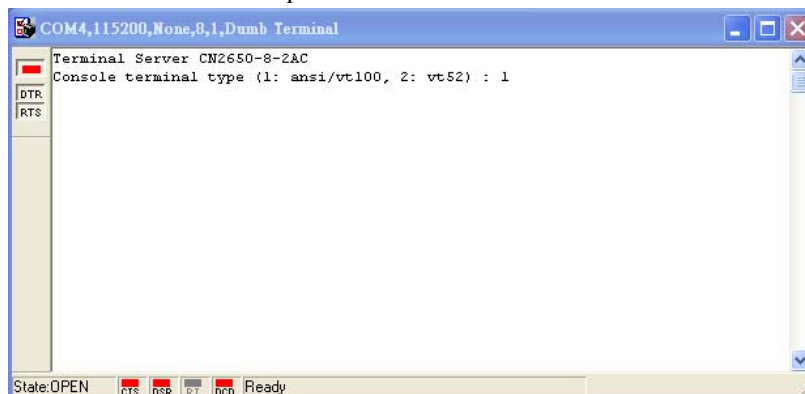 COM4,115200,None,8,1,Dumb Terminal
Terminal Server CN2650-8-2AC
Console terminal type (1: ansi/vt100, 2: vt52) : 1
DTR
RTS
State:OPEN CTS DSR RI DCD Ready